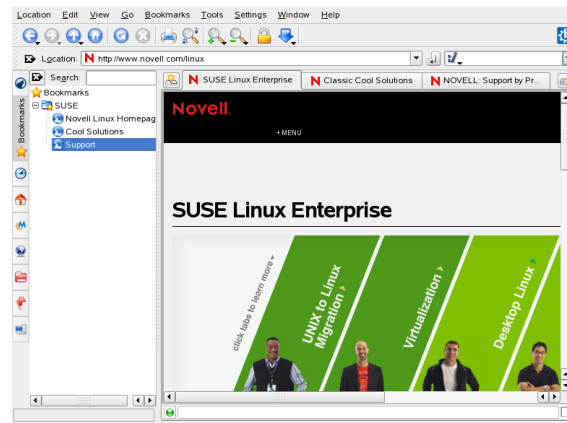 Location Edit View Go Bookmarks Tools Settings Window Help
Location: http://www.novell.com/linux
Search:
SUSE Linux Enterprise
Classic Cool Solutions
NOVELL: Support by Pr...
Bookmarks
Bookmarks
SUSE
Novell Linux Homepag
Cool Solutions
Support
Novell.
+ MENU
SUSE Linux Enterprise
click tabs to learn more
UNIX to Linux
Migration
Virtualization
Desktop Linux